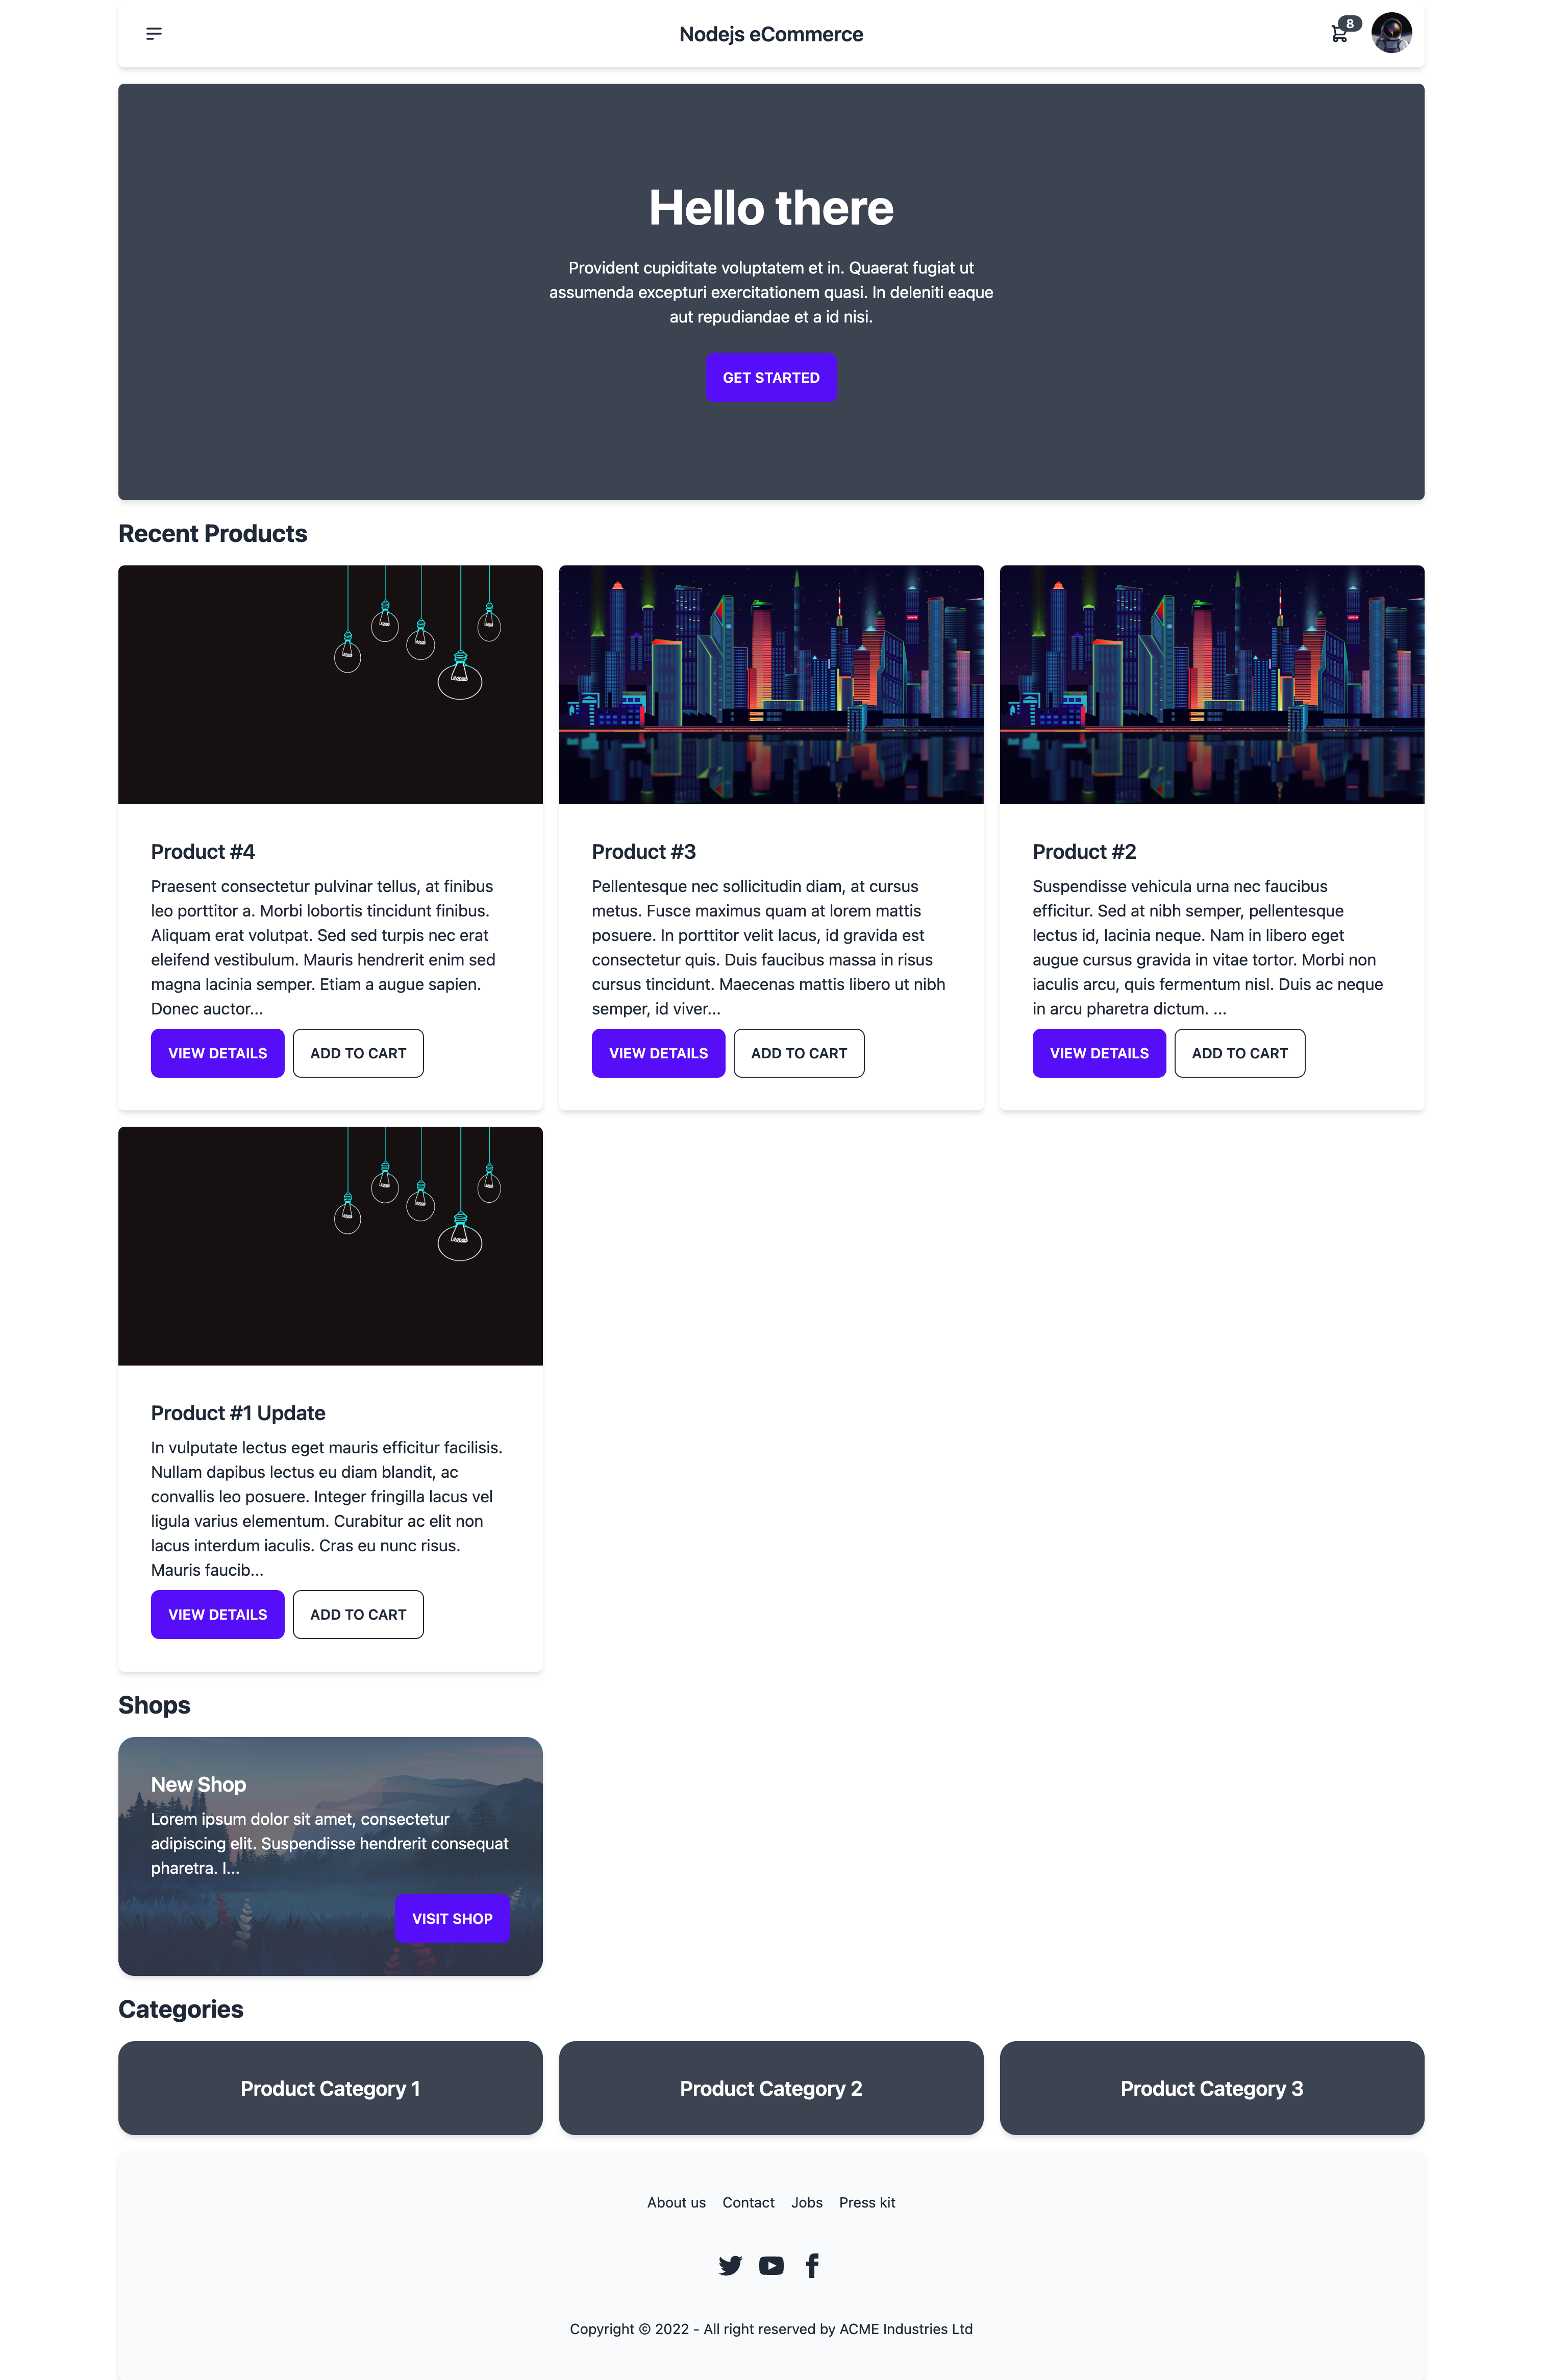 Nodejs eCommerce
8
Hello there
Provident cupiditate voluptatem et in. Quaerat fugiat ut
assumenda excepturi exercitationem quasi. In deleniti eaque
aut repudiandae et a id nisi.
GET STARTED
Recent Products
Product #4
Praesent consectetur pulvinar tellus, at finibus
leo porttitor a. Morbi lobortis tincidunt finibus.
Aliquam erat volutpat. Sed sed turpis nec erat
eleifend vestibulum. Mauris hendrerit enim sed
magna lacinia semper. Etiam a augue sapien.
Donec auctor...
VIEW DETAILS
ADD TO CART
Product #3
Pellentesque nec sollicitudin diam, at cursus
metus. Fusce maximus quam at lorem mattis
posuere. In porttitor velit lacus, id gravida est
consectetur quis. Duis faucibus massa in risus
cursus tincidunt. Maecenas mattis libero ut nibh
semper, id viver...
VIEW DETAILS
ADD TO CART
Product #2
Suspendisse vehicula urna nec faucibus
efficitur. Sed at nibh semper, pellentesque
lectus id, lacinia neque. Nam in libero eget
augue cursus gravida in vitae tortor. Morbi non
iaculis arcu, quis fermentum nisl. Duis ac neque
in arcu pharetra dictum. ...
VIEW DETAILS
ADD TO CART
Product #1 Update
In vulputate lectus eget mauris efficitur facilisis.
Nullam dapibus lectus eu diam blandit, ac
convallis leo posuere. Integer fringilla lacus vel
ligula varius elementum. Curabitur ac elit non
lacus interdum iaculis. Cras eu nunc risus.
Mauris faucib...
VIEW DETAILS
ADD TO CART
Shops
New Shop
Lorem ipsum dolor sit amet, consectetur
adipiscing elit. Suspendisse hendrerit consequat
pharetra. I...
VISIT SHOP
Categories
Product Category 1
Product Category 2
Product Category 3
About us
Contact
Jobs
Press kit
Copyright © 2022 - All right reserved by ACME Industries Ltd